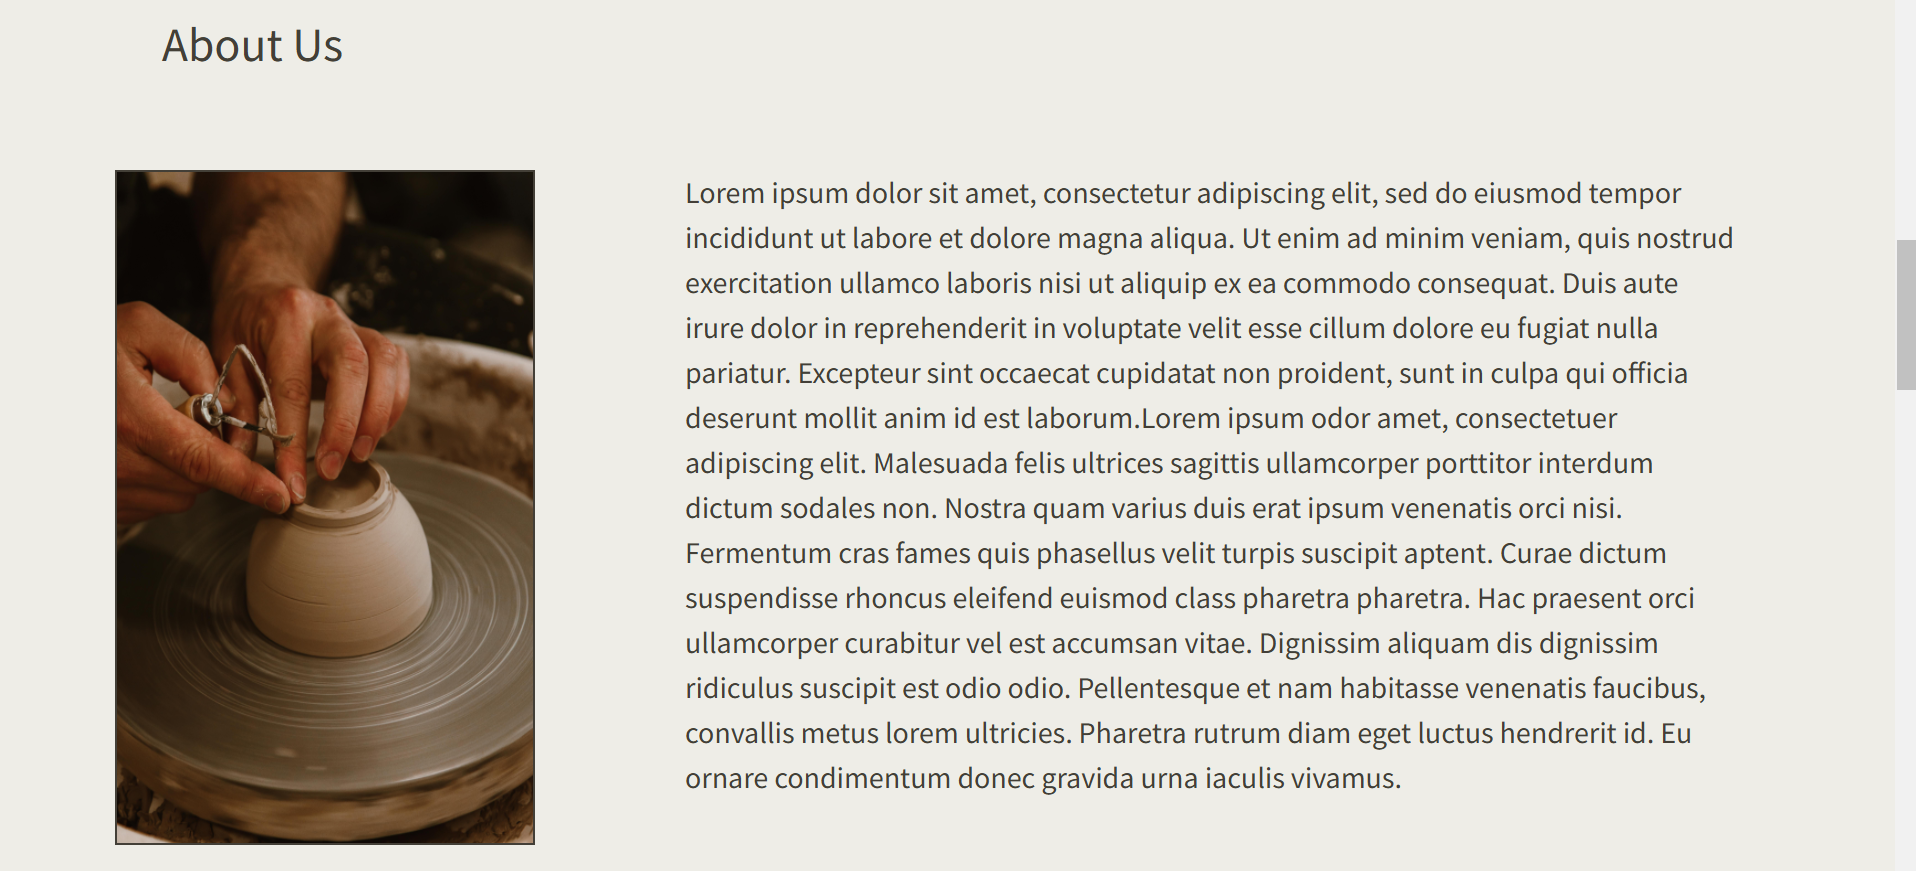 About Us
Lorem ipsum dolor sit amet, consectetur adipiscing elit, sed do eiusmod tempor
incididunt ut labore et dolore magna aliqua. Ut enim ad minim veniam, quis nostrud
exercitation ullamco laboris nisi ut aliquip ex ea commodo consequat. Duis aute
irure dolor in reprehenderit in voluptate velit esse cillum dolore eu fugiat nulla
pariatur. Excepteur sint occaecat cupidatat non proident, sunt in culpa qui officia
deserunt mollit anim id est laborum.Lorem ipsum odor amet, consectetuer
adipiscing elit. Malesuada felis ultrices sagittis ullamcorper porttitor interdum
dictum sodales non. Nostra quam varius duis erat ipsum venenatis orci nisi.
Fermentum cras fames quis phasellus velit turpis suscipit aptent. Curae dictum
suspendisse rhoncus eleifend euismod class pharetra pharetra. Hac praesent orci
ullamcorper curabitur vel est accumsan vitae. Dignissim aliquam dis dignissim
ridiculus suscipit est odio odio. Pellentesque et nam habitasse venenatis faucibus,
convallis metus lorem ultricies. Pharetra rutrum diam eget luctus hendrerit id. Eu
ornare condimentum donec gravida urna iaculis vivamus.